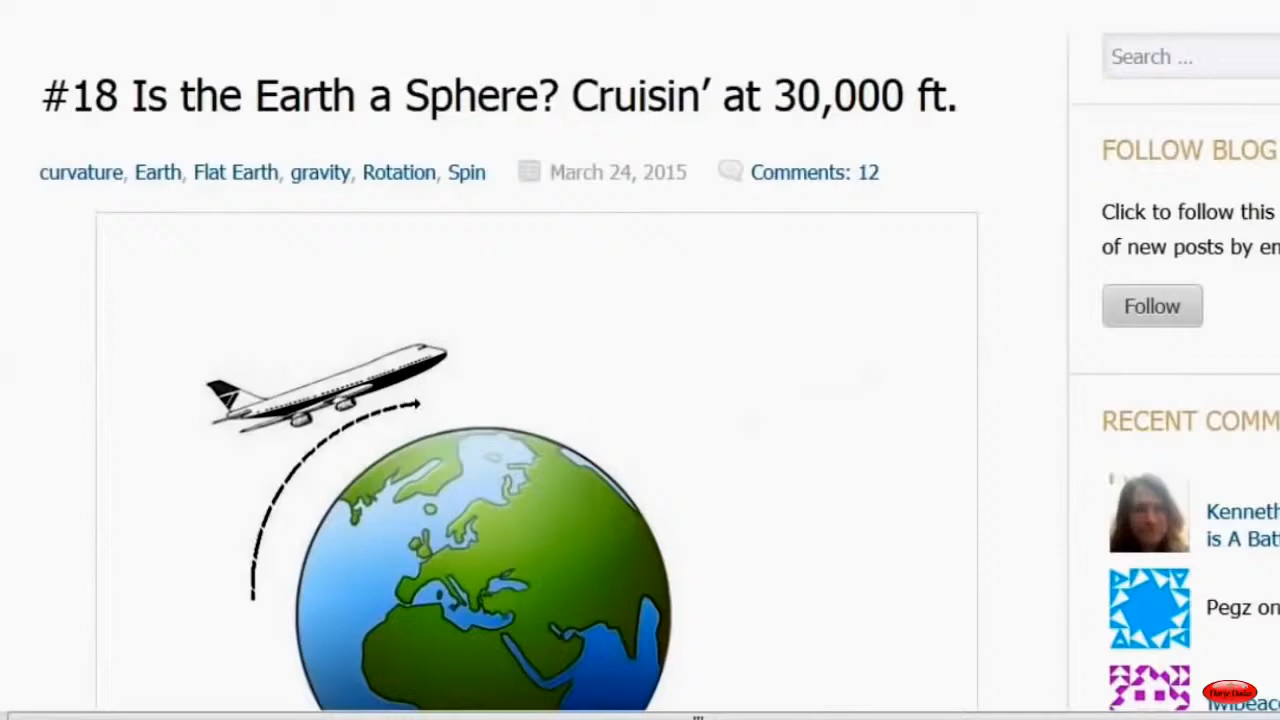 #18 Is the Earth a Sphere? Cruisin’ at 30,000 ft.
curvature, Earth, Flat Earth, gravity, Rotation, Spin March 24, 2015 Comments: 12
Search ...
FOLLOW BLOG
Click to follow this
of new posts by em
Follow
RECENT COMM
Kenneth
is A Bat
Pegz on